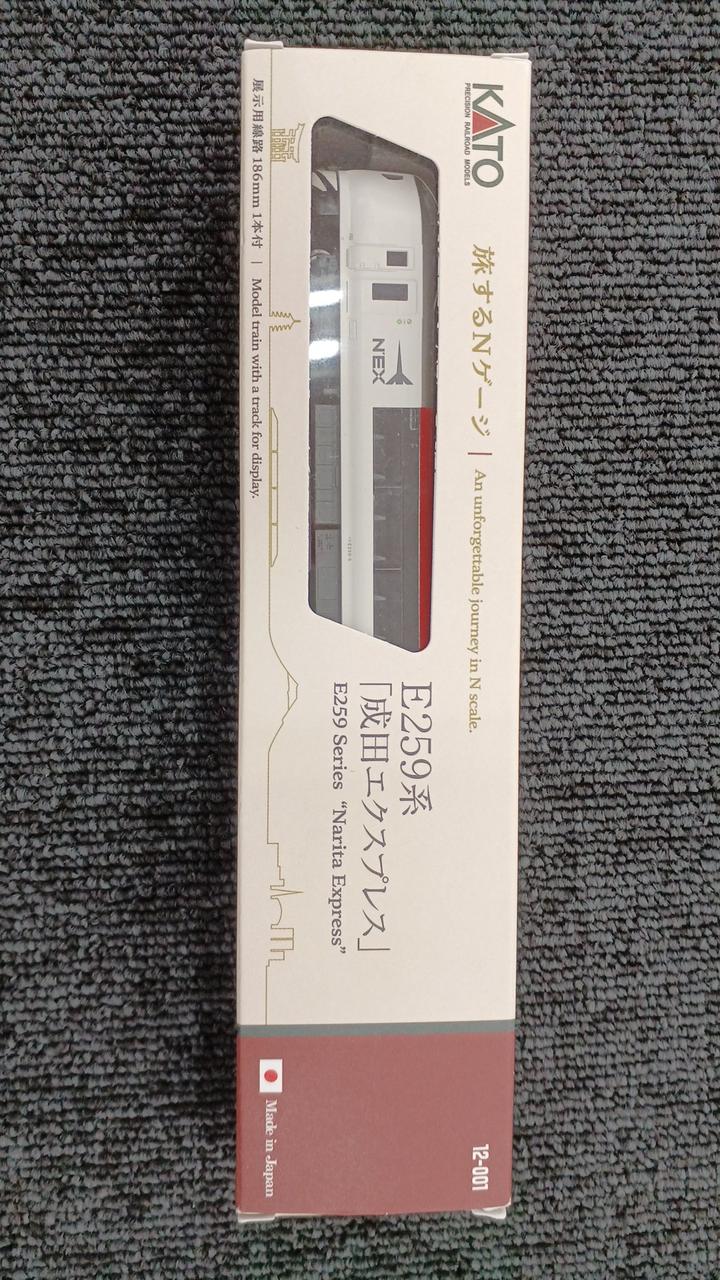 KATO
PRECISION RAILROAD MODELS
旅するNゲージ | An unforgettable journey in N scale.
N'EX
E259系
「成田エクスプレス」
E259 Series “Narita Express”
展示用線路 186mm 1本付 | Model train with a track for display.
12-001
Made in Japan